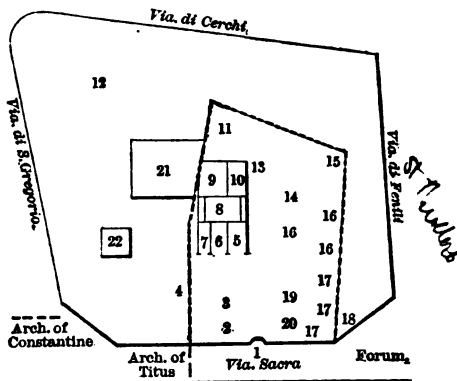 Via. di Cerchi,
12
Via. di S. Gregorio.
11
21
9
10
13
15
Via. di Fenili
8
14
16
22
7
6
5
16
16
4
17
3
19
17
2
20
17
18
1
Arch. of
Constantine
Arch. of
Titus
Via Sacra
Forum.